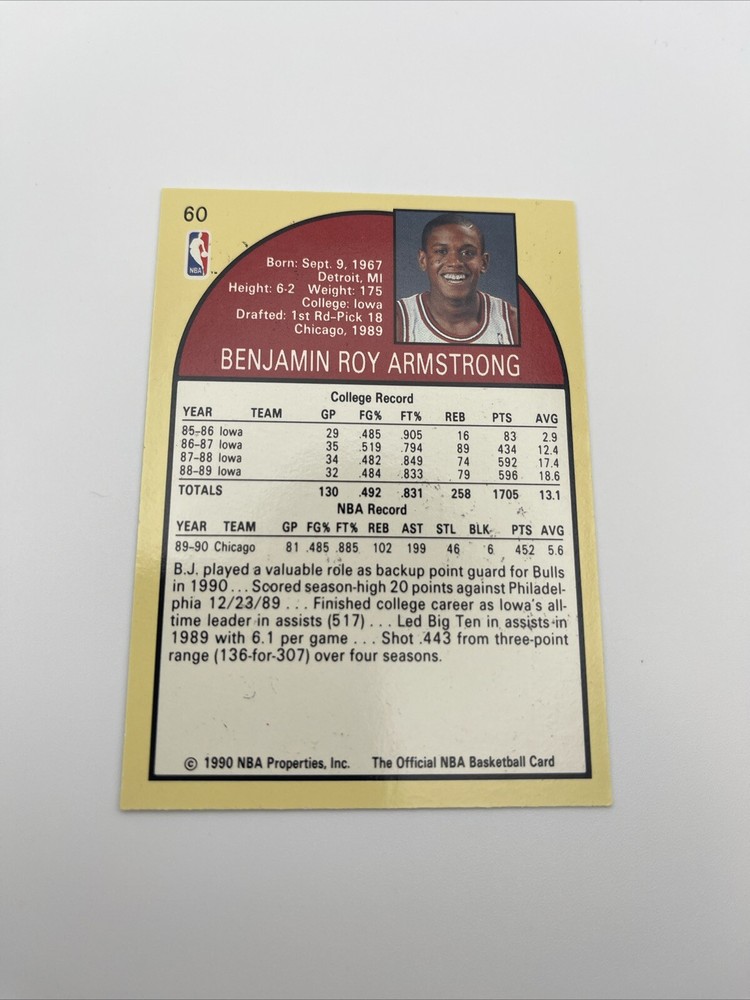 60
NBA
Born: Sept. 9, 1967
Detroit, MI
Height: 6-2 Weight: 175
College: Iowa
Drafted: 1st Rd-Pick 18
Chicago, 1989
BENJAMIN ROY ARMSTRONG
College Record
YEAR TEAM GP FG% FT% REB PTS AVG
85-86 Iowa 29 .485 .905 16 83 2.9
86-87 Iowa 35 .519 .794 89 434 12.4
87-88 Iowa 34 .482 .849 74 592 17.4
88-89 Iowa 32 .484 .833 79 596 18.6
TOTALS 130 .492 .831 258 1705 13.1
NBA Record
YEAR TEAM GP FG% FT% REB AST STL BLK PTS AVG
89-90 Chicago 81 .485 .885 102 199 46 6 452 5.6
B.J. played a valuable role as backup point guard for Bulls
in 1990 . . . Scored season-high 20 points against Philadel-
phia 12/23/89 . . . Finished college career as Iowa's all-
time leader in assists (517) . . . Led Big Ten in assists in
1989 with 6.1 per game . . . Shot .443 from three-point
range (136-for-307) over four seasons.
© 1990 NBA Properties, Inc. The Official NBA Basketball Card